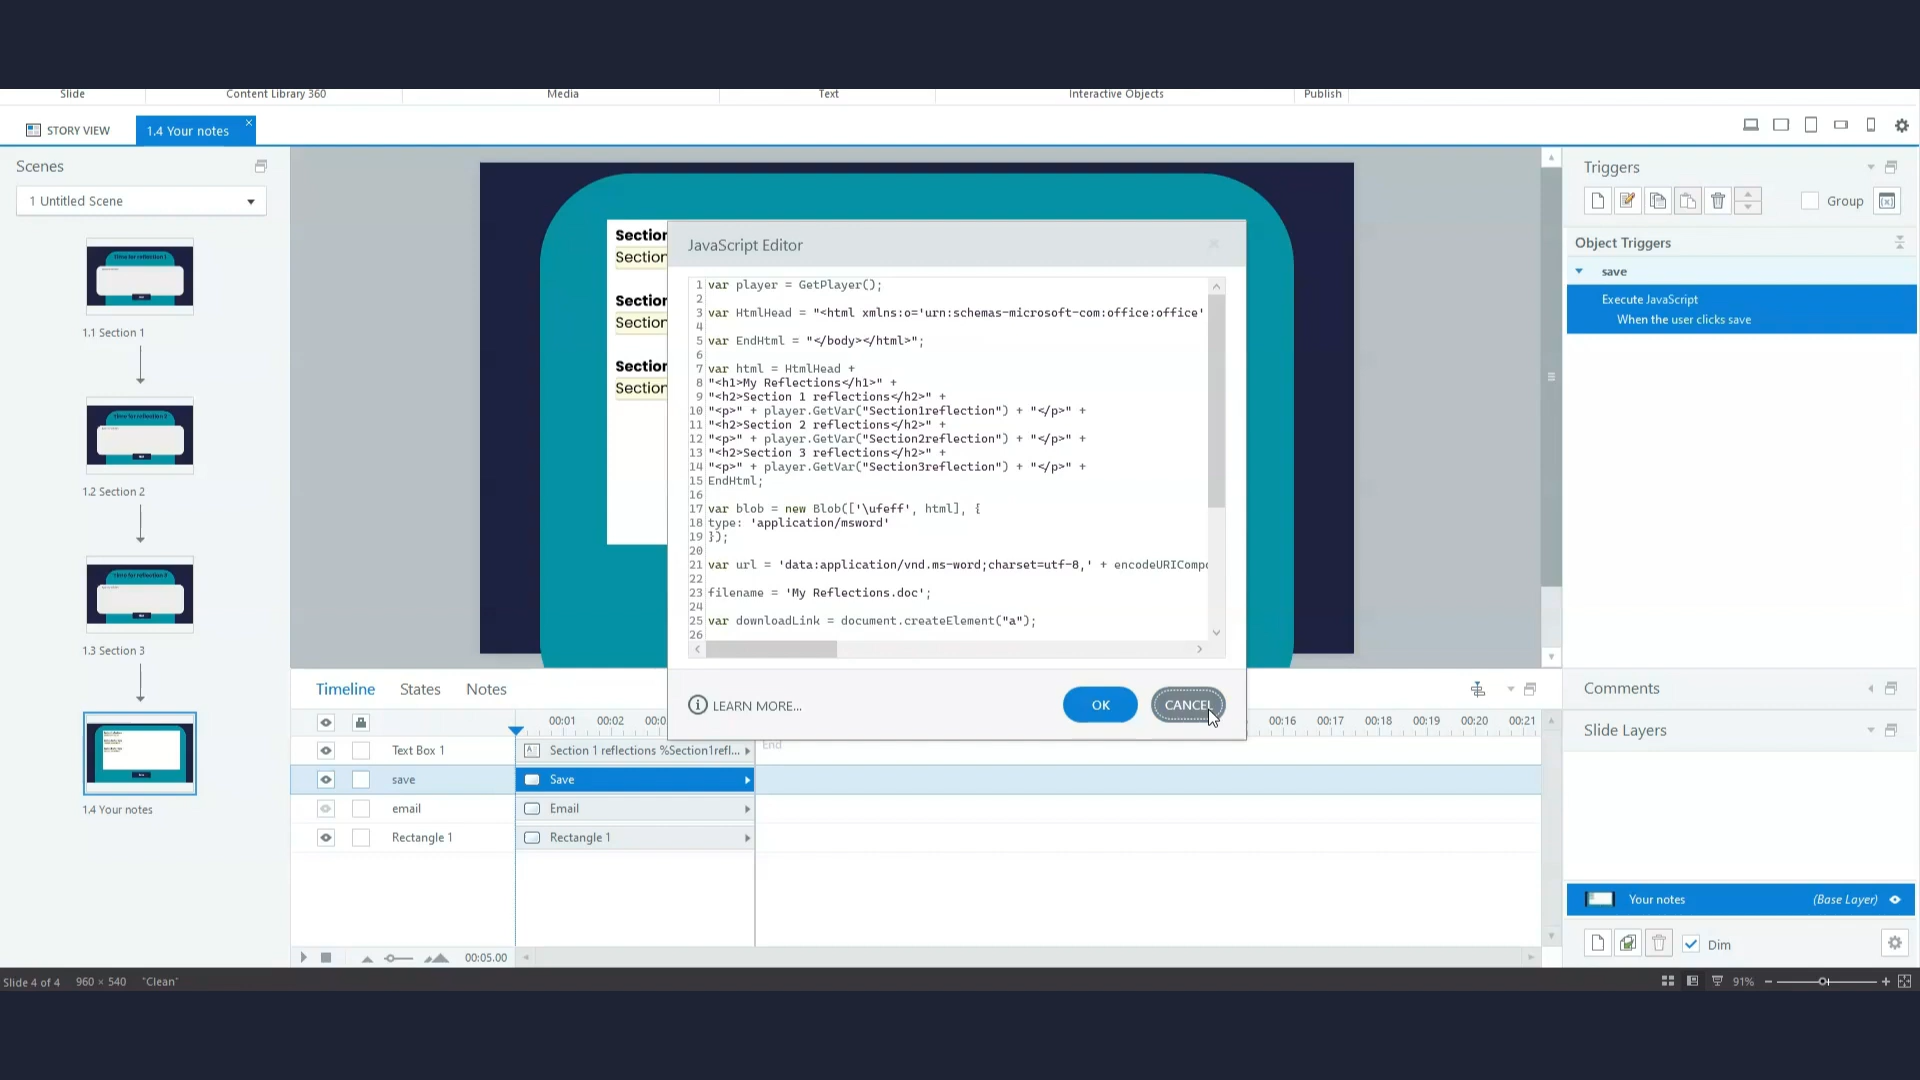 Slide
Content Library 360
Media
Text
Interactive Objects
Publish
STORY VIEW
1.4 Your notes
Scenes
1 Untitled Scene
1.1 Section 1
1.2 Section 2
1.3 Section 3
1.4 Your notes
Section
Section
Section
Section
Section
Section
JavaScript Editor
1 var player = GetPlayer();
2
3 var HtmlHead = "<html xmlns:o='urn:schemas-microsoft-com:office:office'
4
5 var EndHtml = "</body></html>";
6
7 var html = HtmlHead +
8 "<h1>My Reflections</h1>" +
9 "<h2>Section 1 reflections</h2>" +
10 "<p>" + player.GetVar("Section1reflection") + "</p>" +
11 "<h2>Section 2 reflections</h2>" +
12 "<p>" + player.GetVar("Section2reflection") + "</p>" +
13 "<h2>Section 3 reflections</h2>" +
14 "<p>" + player.GetVar("Section3reflection") + "</p>" +
15 EndHtml;
16
17 var blob = new Blob(['\ufeff', html], {
18 type: 'application/msword'
19 });
20
21 var url = 'data:application/vnd.ms-word;charset=utf-8,' + encodeURICompo
22
23 filename = 'My Reflections.doc';
24
25 var downloadLink = document.createElement("a");
26
LEARN MORE...
OK
CANCEL
Triggers
Group
Object Triggers
save
Execute JavaScript
When the user clicks save
Comments
Slide Layers
Your notes
(Base Layer)
Dim
Timeline
States
Notes
00:01 00:02 00:0
00:16 00:17 00:18 00:19 00:20 00:21
Text Box 1
Section 1 reflections %Section1refl...
End
save
Save
email
Email
Rectangle 1
Rectangle 1
00:05.00
Slide 4 of 4
960 × 540
"Clean"
91%